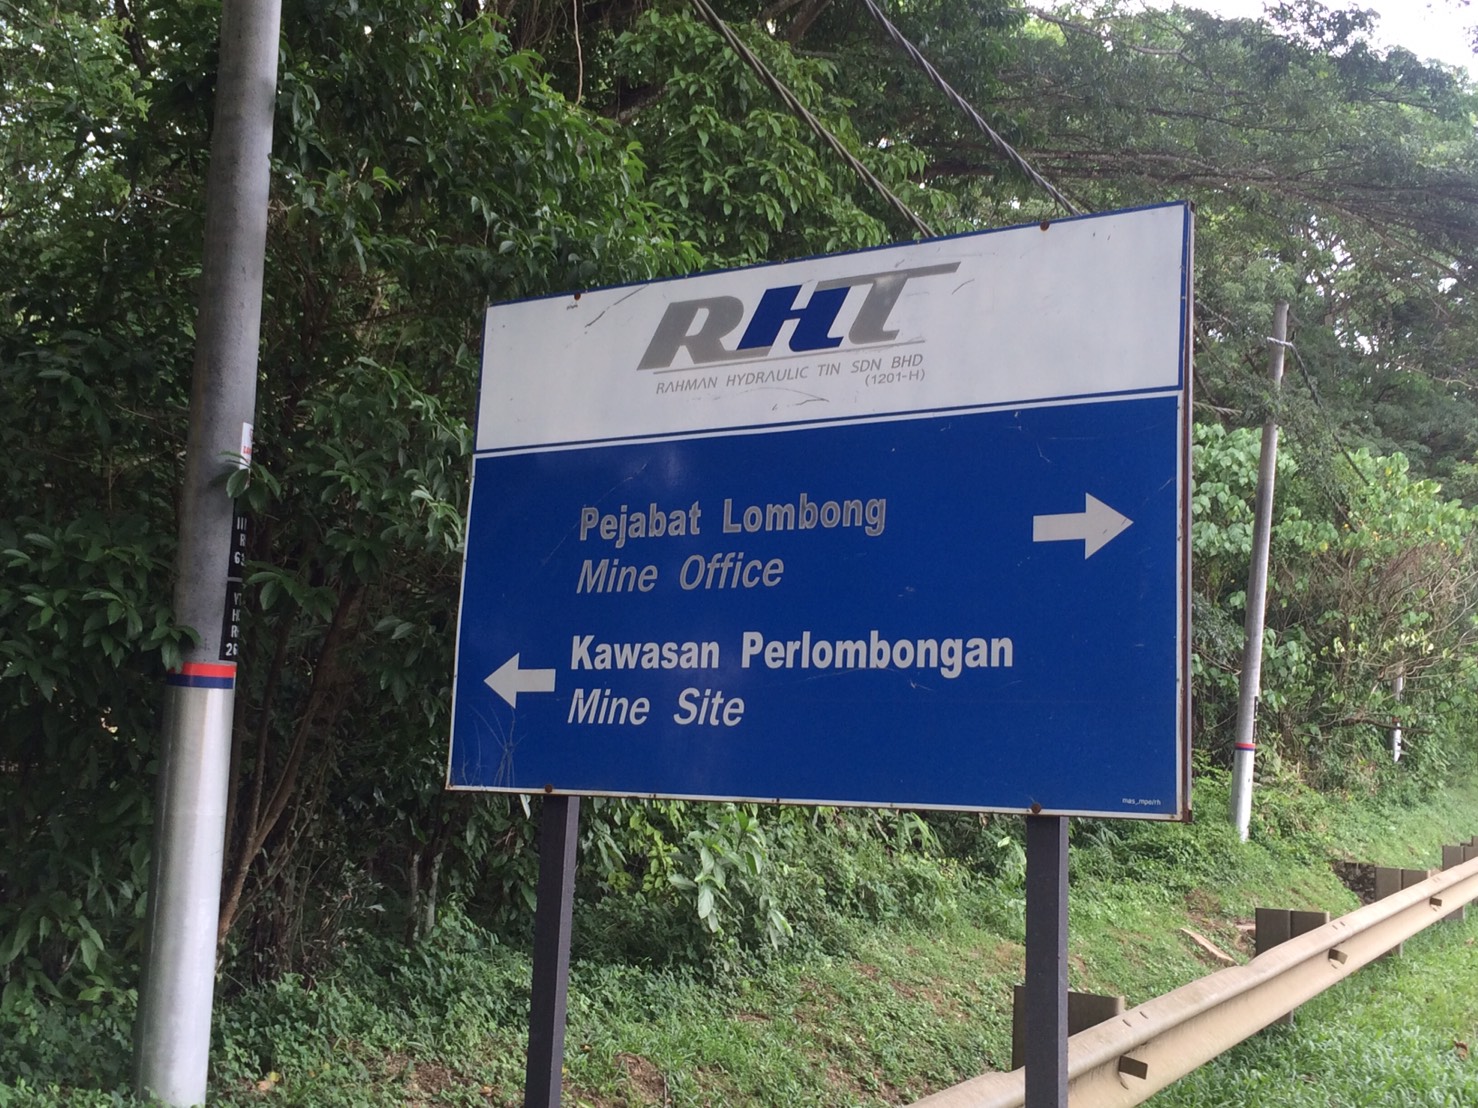 RHT
RAHMAN HYDRAULIC TIN SDN BHD
(1201-H)
Pejabat Lombong
Mine Office
Kawasan Perlombongan
Mine Site